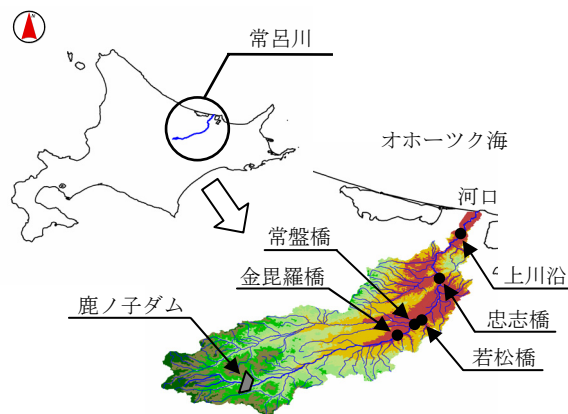 N
常呂川
オホーツク海
河口
常盤橋
金毘羅橋
上川沿
鹿ノ子ダム
忠志橋
若松橋